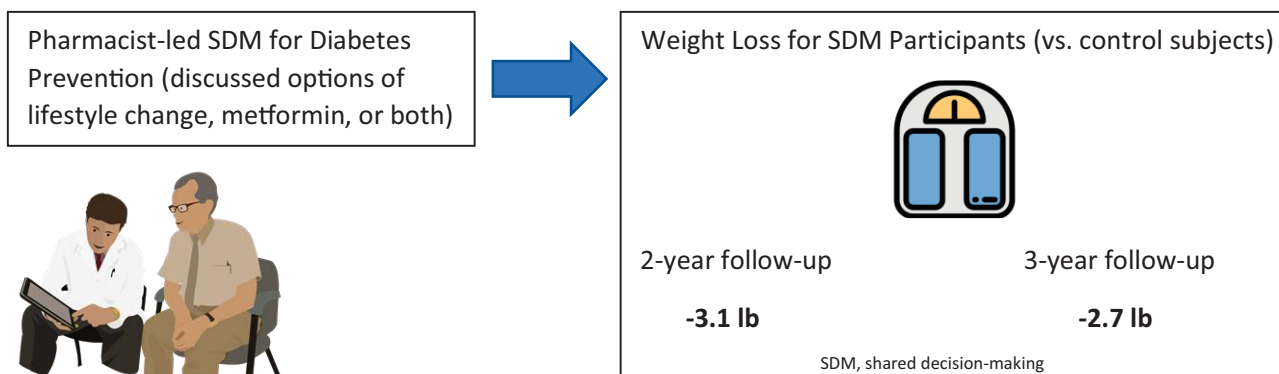 Pharmacist-led SDM for Diabetes
Prevention (discussed options of
lifestyle change, metformin, or both)
Weight Loss for SDM Participants (vs. control subjects)
2-year follow-up
3-year follow-up
-3.1 lb
-2.7 lb
SDM, shared decision-making